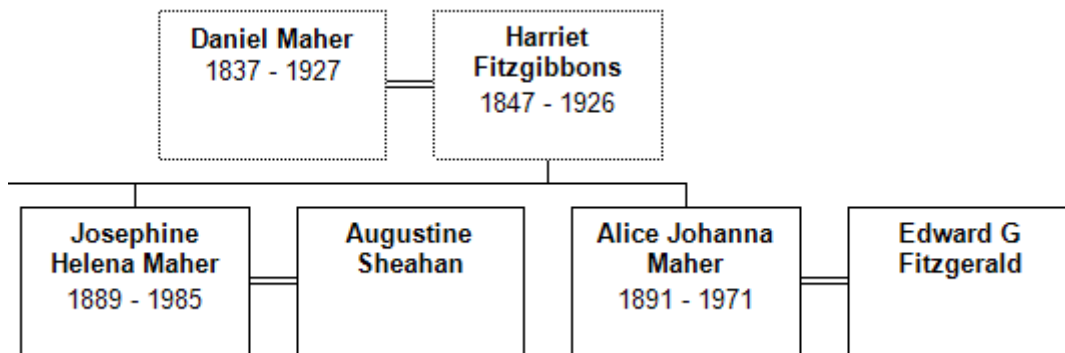 Daniel Maher
1837 - 1927
Harriet
Fitzgibbons
1847 - 1926
Josephine
Helena Maher
1889 - 1985
Augustine
Sheahan
Alice Johanna
Maher
1891 - 1971
Edward G
Fitzgerald